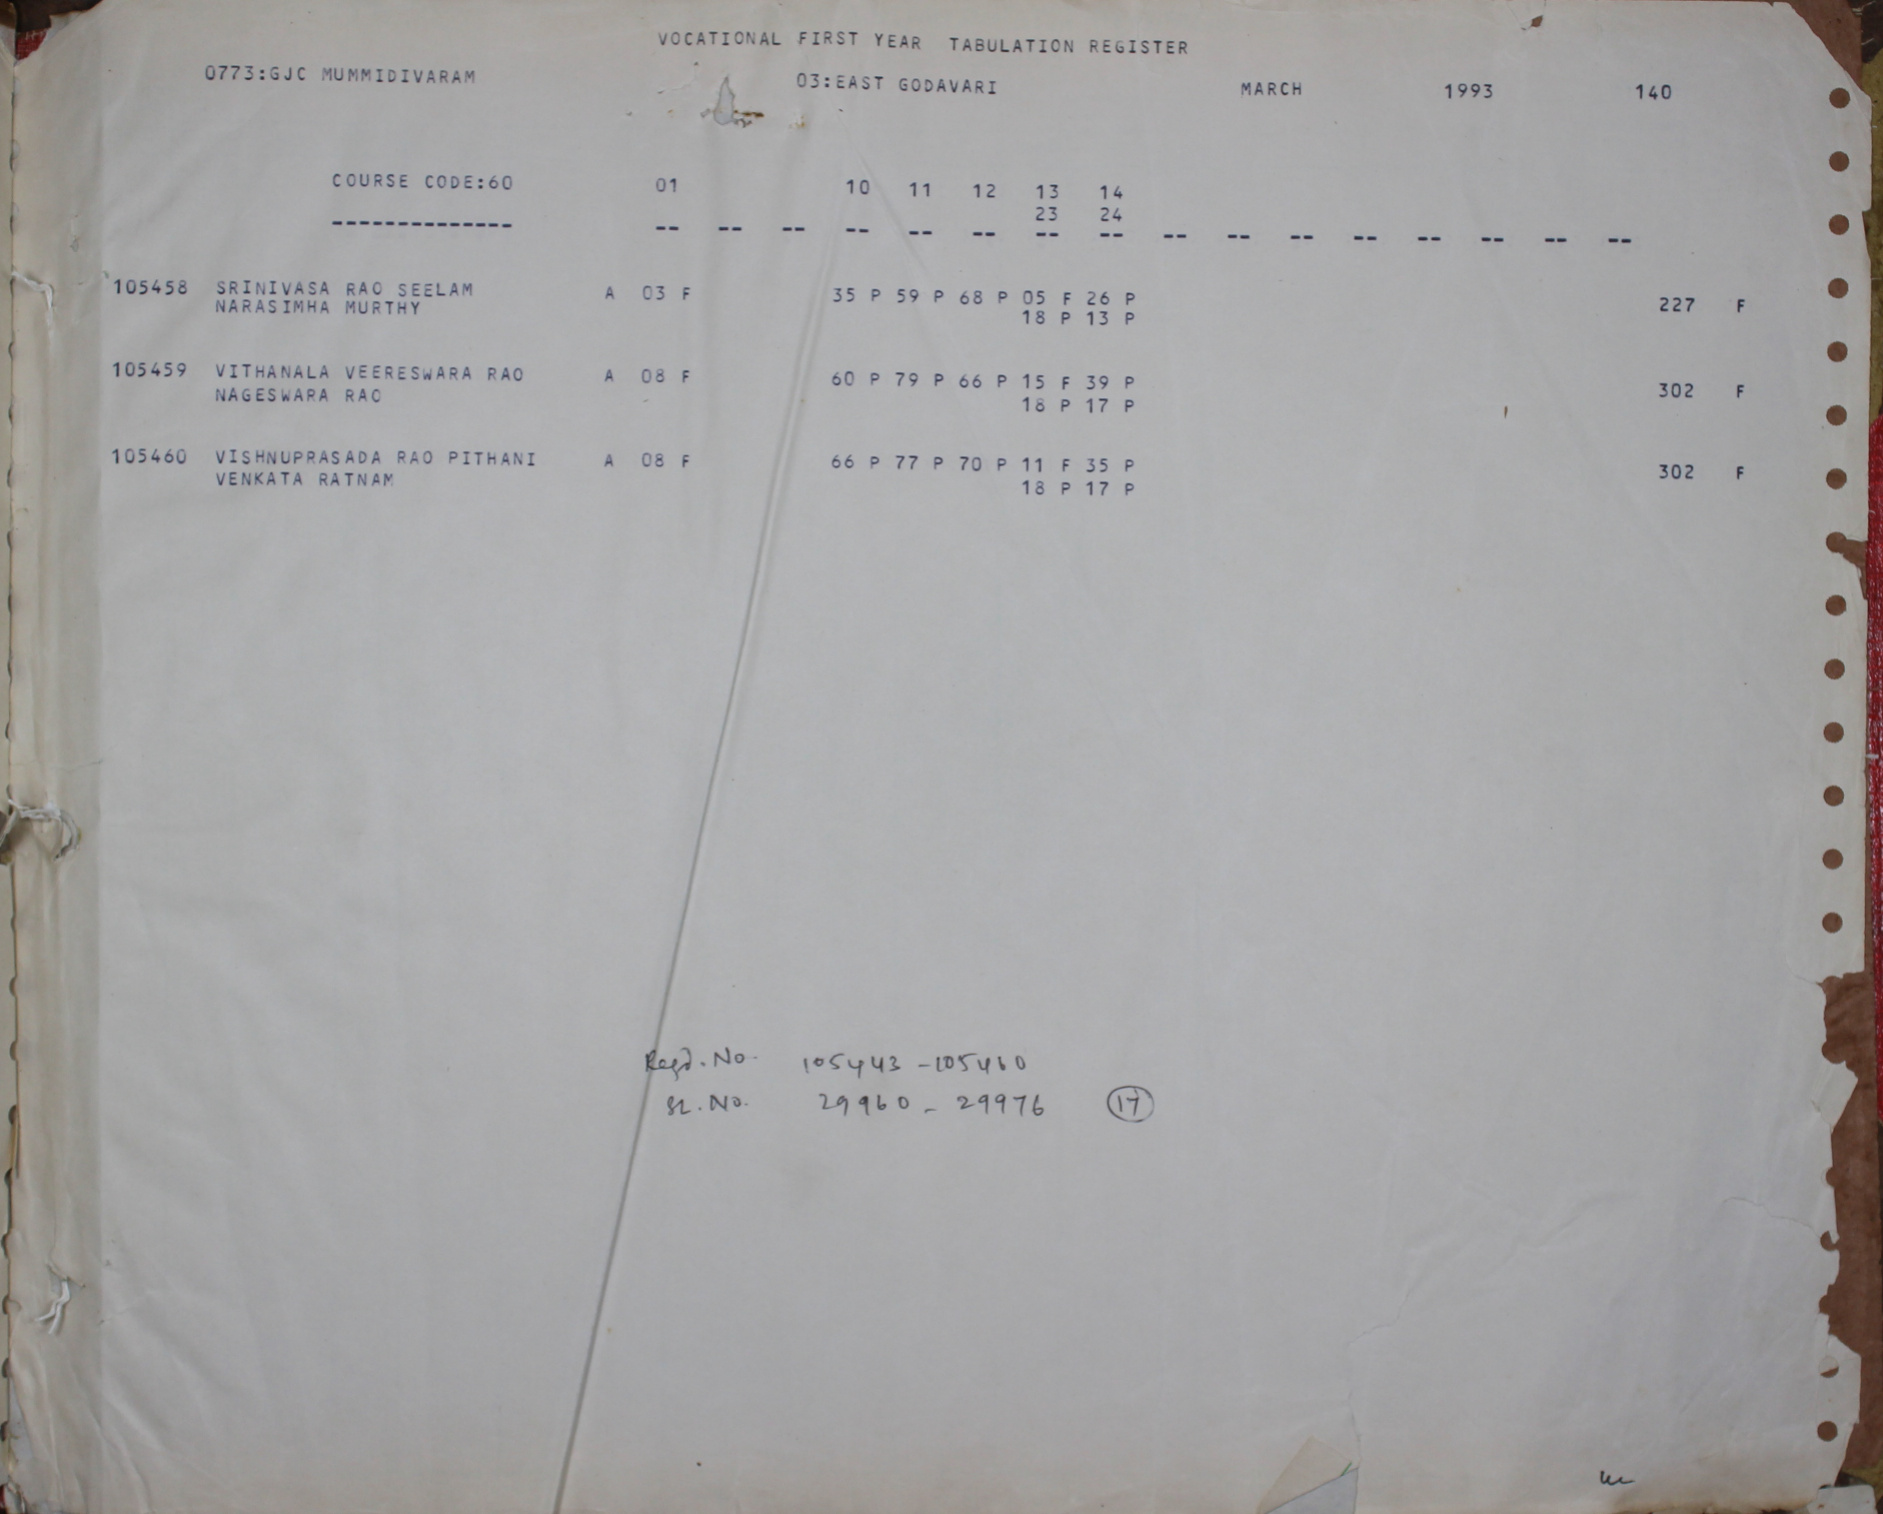 VOCATIONAL FIRST YEAR TABULATION REGISTER
0773:GJC MUMMIDIVARAM 03:EAST GODAVARI MARCH 1993 140
COURSE CODE:60 01 10 11 12 13 14
23 24
-------------- -- -- -- -- -- -- -- -- -- -- -- -- -- -- -- --
105458 SRINIVASA RAO SEELAM A 03 F 35 P 59 P 68 P 05 F 26 P
NARASIMHA MURTHY 18 P 13 P 227 F
105459 VITHANALA VEERESWARA RAO A 08 F 60 P 79 P 66 P 15 F 39 P
NAGESWARA RAO 18 P 17 P 302 F
105460 VISHNUPRASADA RAO PITHANI A 08 F 66 P 77 P 70 P 11 F 35 P
VENKATA RATNAM 18 P 17 P 302 F
Regd. No. 105443 - 105460
SL. No. 29960 - 29976 17